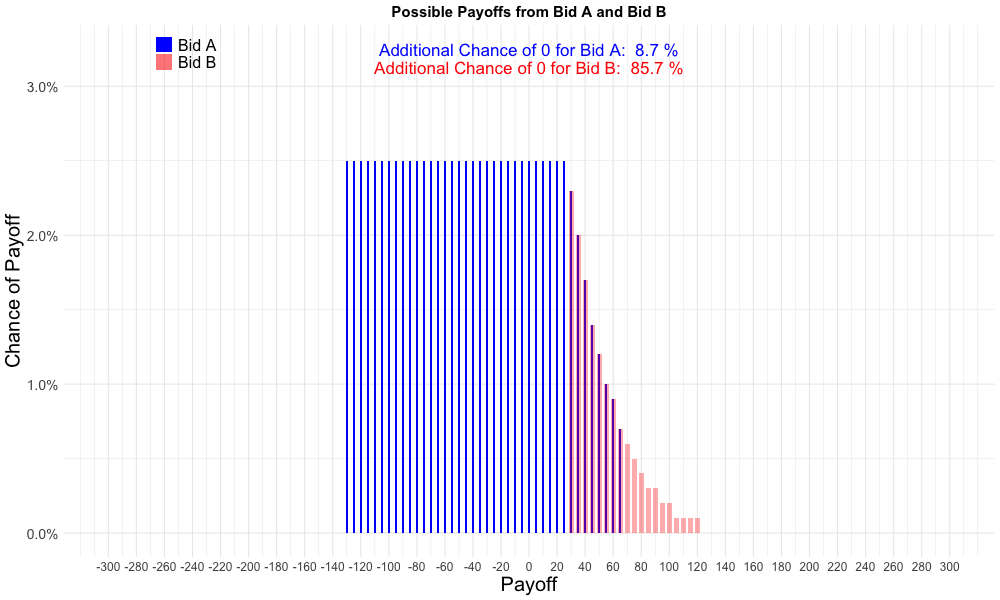 Possible Payoffs from Bid A and Bid B
Bid A
Bid B
Additional Chance of 0 for Bid A:  8.7 %
Additional Chance of 0 for Bid B:  85.7 %
Chance of Payoff
3.0%
2.0%
1.0%
0.0%
-300 -280 -260 -240 -220 -200 -180 -160 -140 -120 -100 -80 -60 -40 -20 0 20 40 60 80 100 120 140 160 180 200 220 240 260 280 300
Payoff